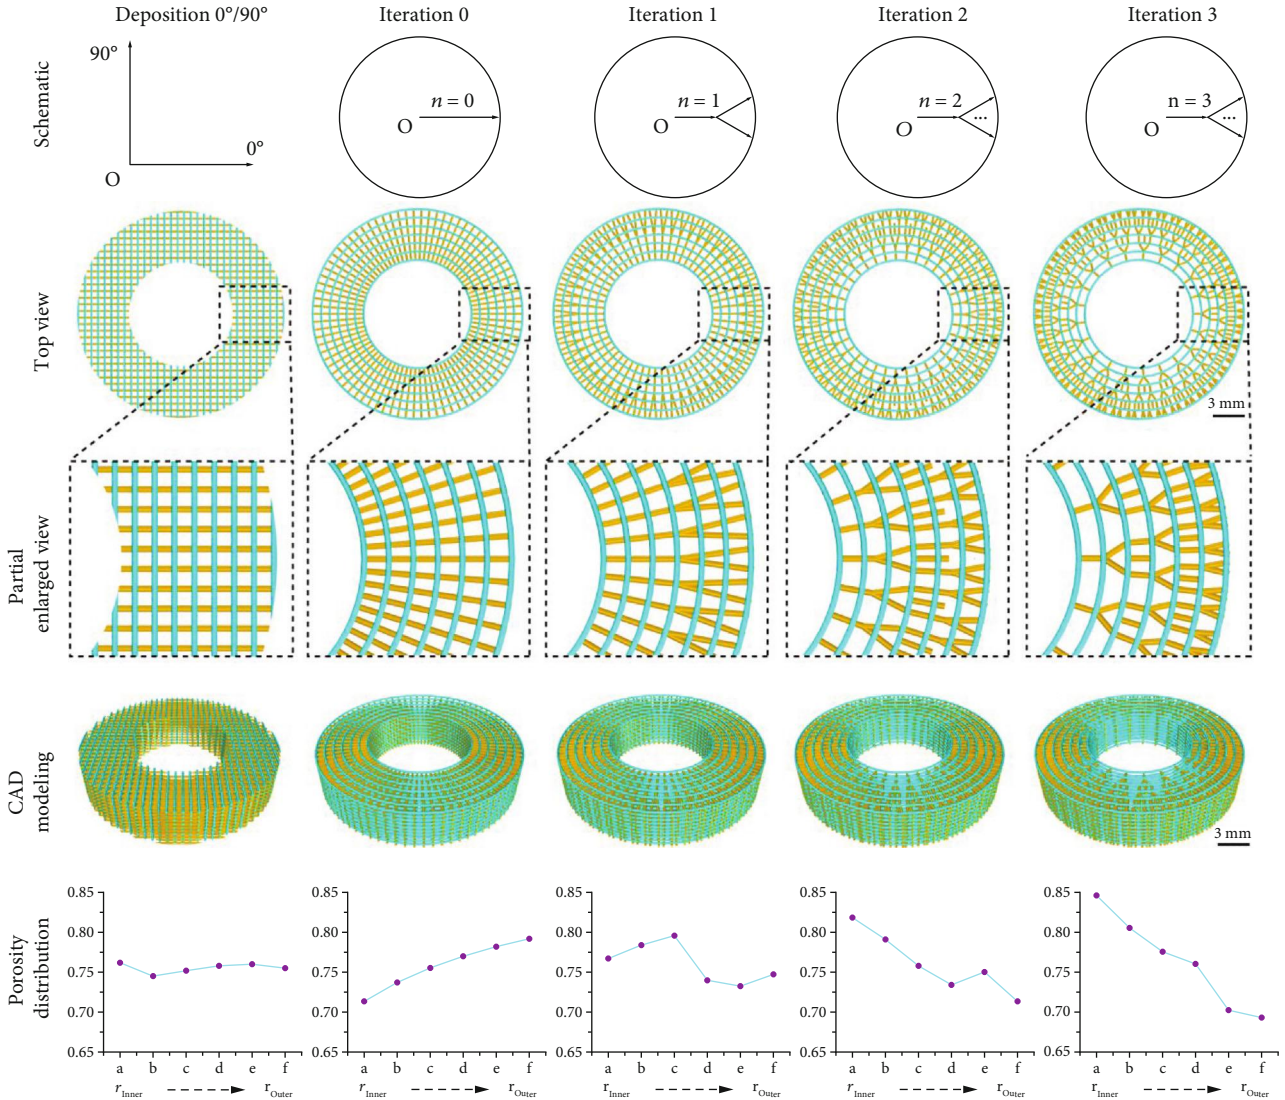 Deposition 0°/90° Iteration 0 Iteration 1 Iteration 2 Iteration 3
Schematic
90°
0°
O
n = 0
O
n = 1
O
n = 2
...
O
n = 3
...
O
Top view
3 mm
Partial
enlarged view
CAD
modeling
3 mm
Porosity
distribution
0.85 0.85 0.85 0.85 0.85
0.80 0.80 0.80 0.80 0.80
0.75 0.75 0.75 0.75 0.75
0.70 0.70 0.70 0.70 0.70
0.65 0.65 0.65 0.65 0.65
a b c d e f a b c d e f a b c d e f a b c d e f a b c d e f
rInner rOuter rInner rOuter rInner rOuter rInner rOuter rInner rOuter